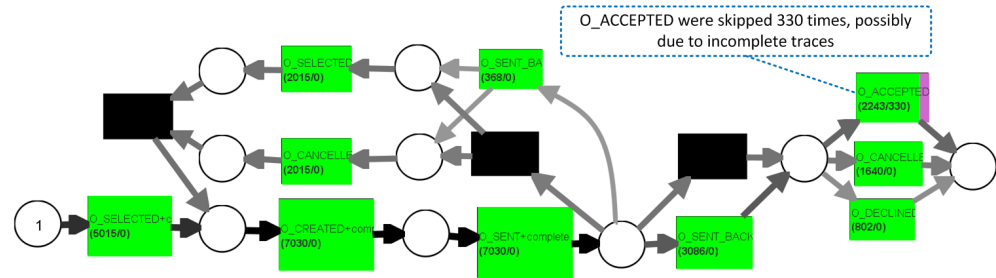 O_ACCEPTED were skipped 330 times, possibly
due to incomplete traces
O_SELECTED
(2015/0)
O_SENT_BA
(368/0)
O_ACCEPTED
(2243/330)
O_CANCELLE
(2015/0)
O_CANCELLE
(1640/0)
1
O_SELECTED+c
(5015/0)
O_CREATED+com
(7030/0)
O_SENT+complete
(7030/0)
O_SENT_BACK
(3086/0)
O_DECLINED
(802/0)